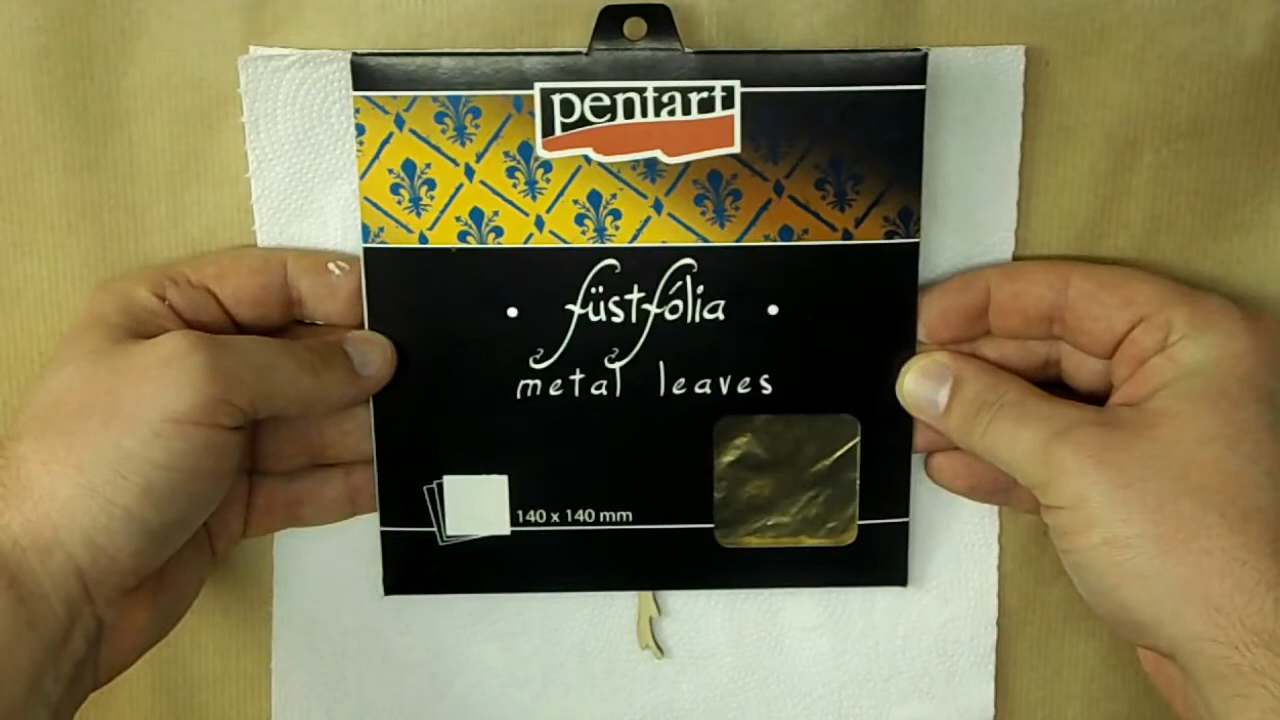 pentart
• füstfólia •
metal leaves
140 x 140 mm